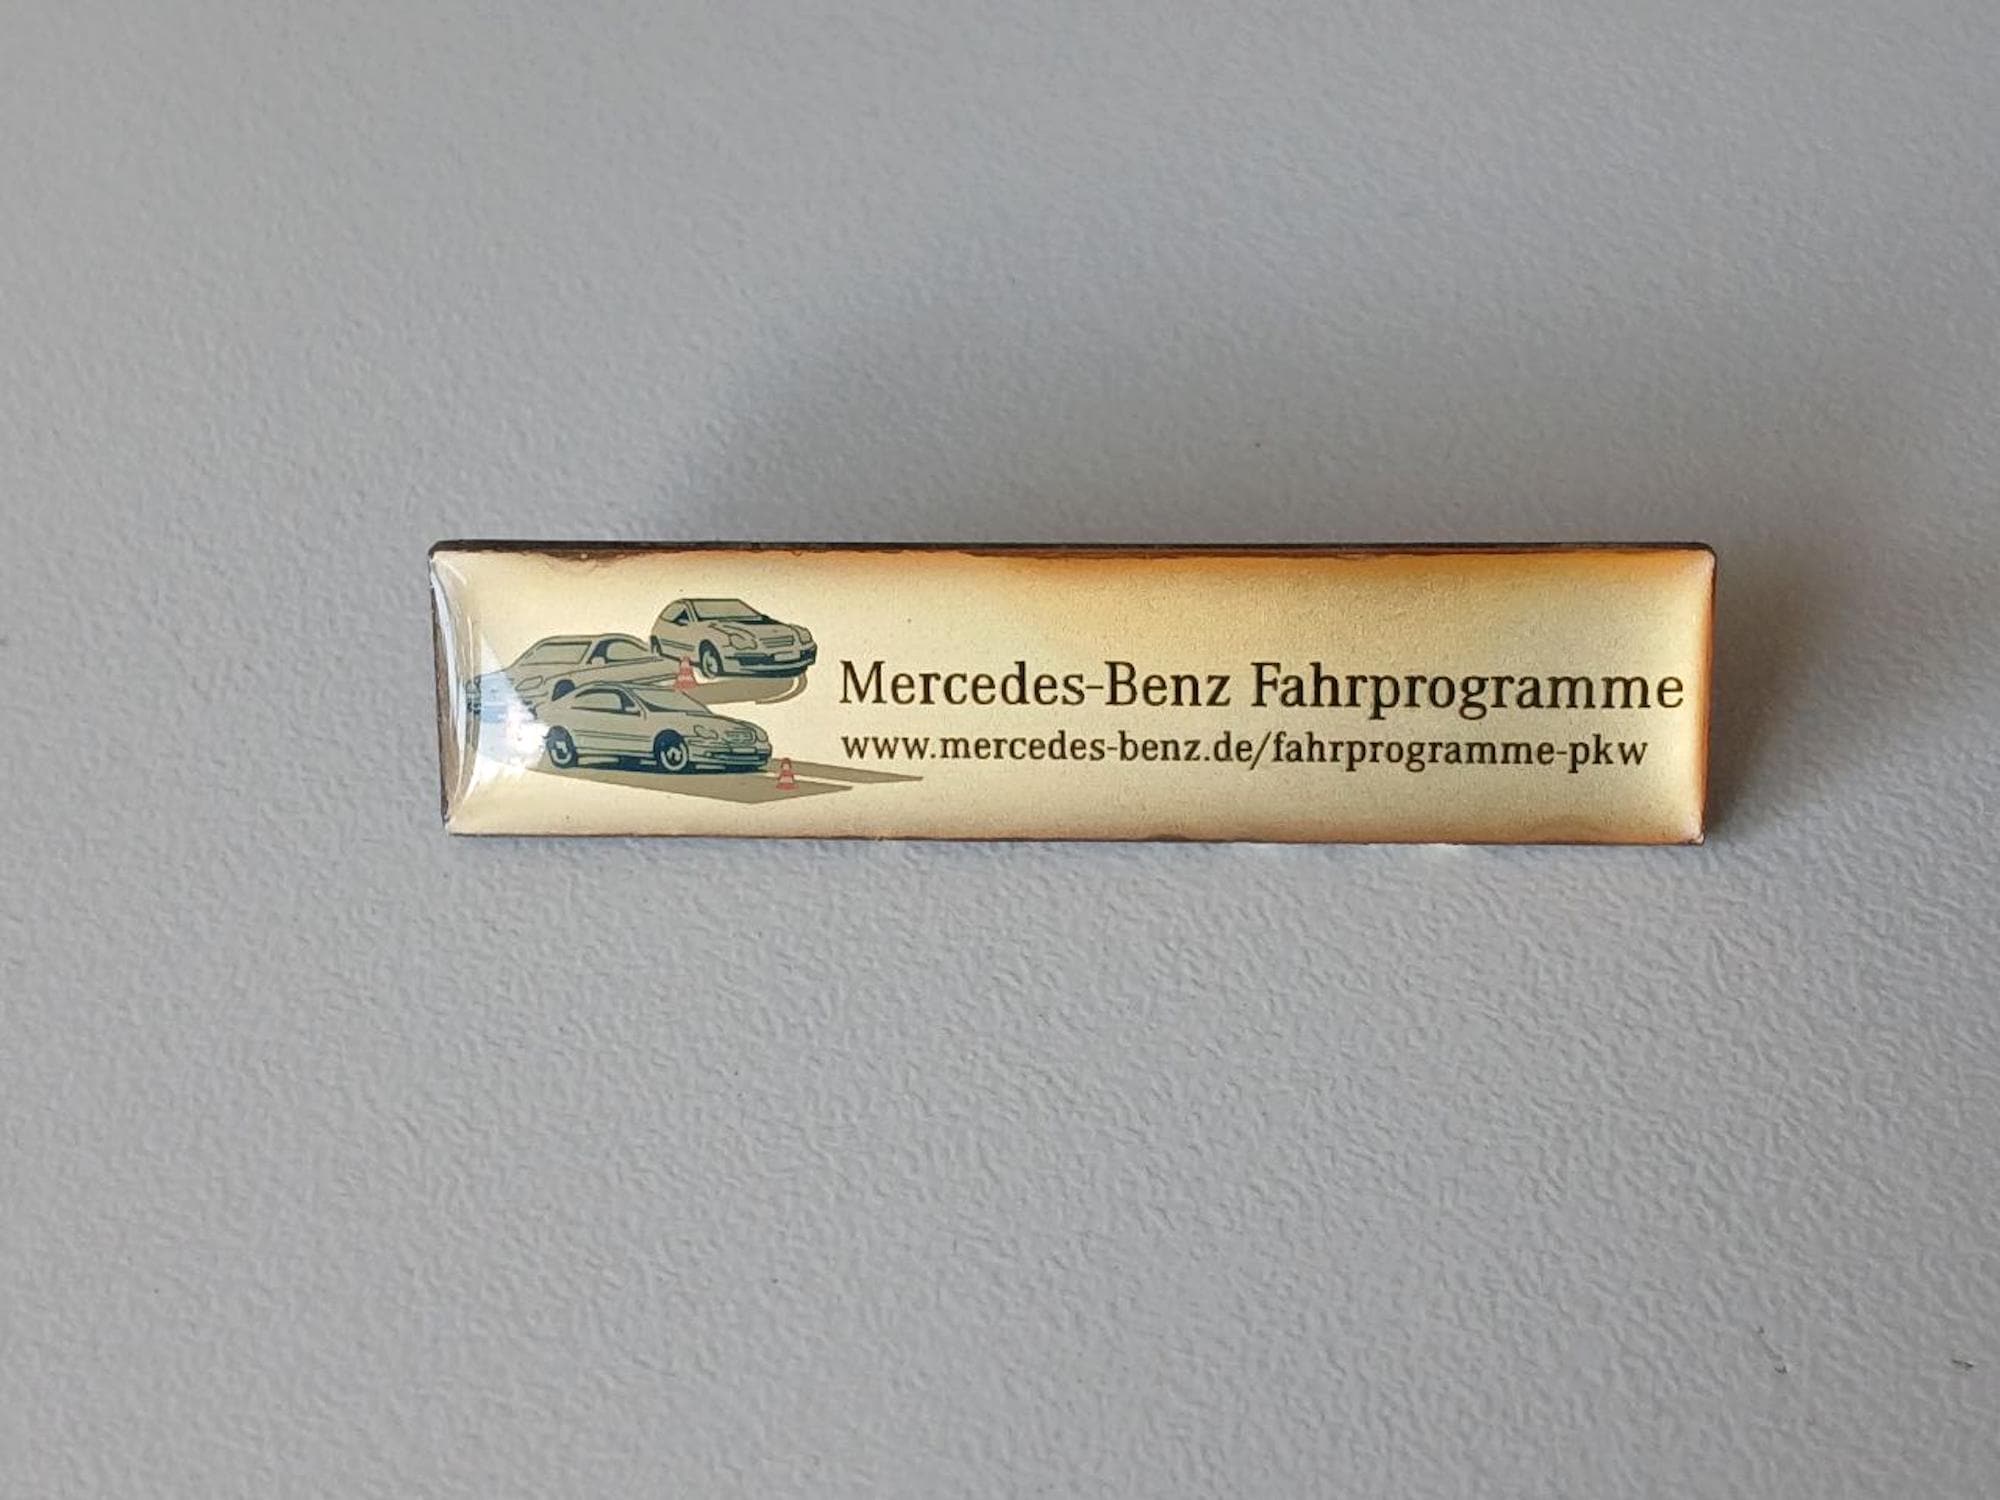 Mercedes-Benz Fahrprogramme
www.mercedes-benz.de/fahrprogramme-pkw